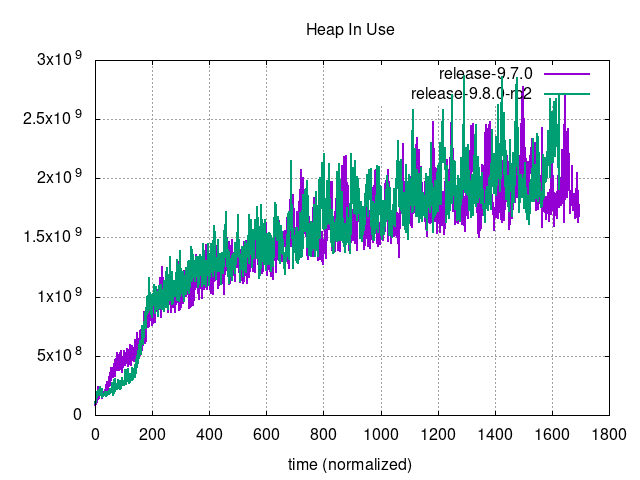 Heap In Use
3x10^9
2.5x10^9
2x10^9
1.5x10^9
1x10^9
5x10^8
0
release-9.7.0
release-9.8.0-rc2
0 200 400 600 800 1000 1200 1400 1600 1800
time (normalized)